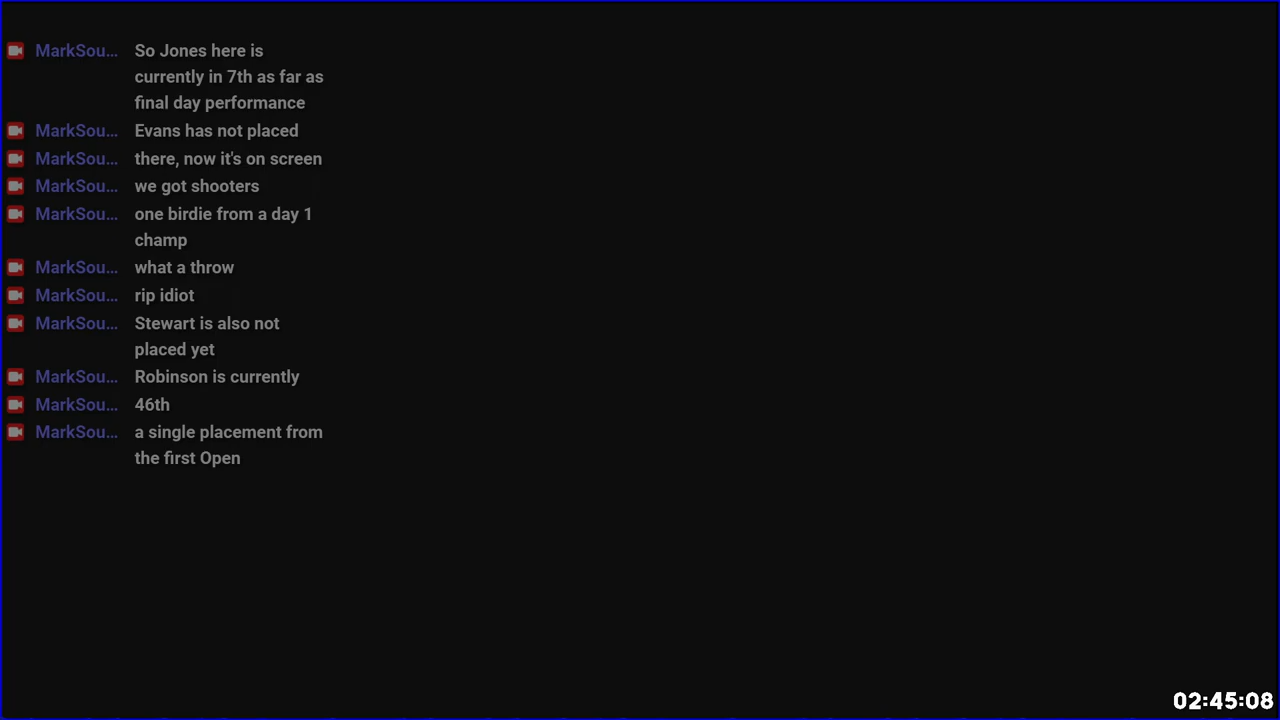 MarkSou... So Jones here is
currently in 7th as far as
final day performance
MarkSou... Evans has not placed
MarkSou... there, now it's on screen
MarkSou... we got shooters
MarkSou... one birdie from a day 1
champ
MarkSou... what a throw
MarkSou... rip idiot
MarkSou... Stewart is also not
placed yet
MarkSou... Robinson is currently
MarkSou... 46th
MarkSou... a single placement from
the first Open
02:45:08